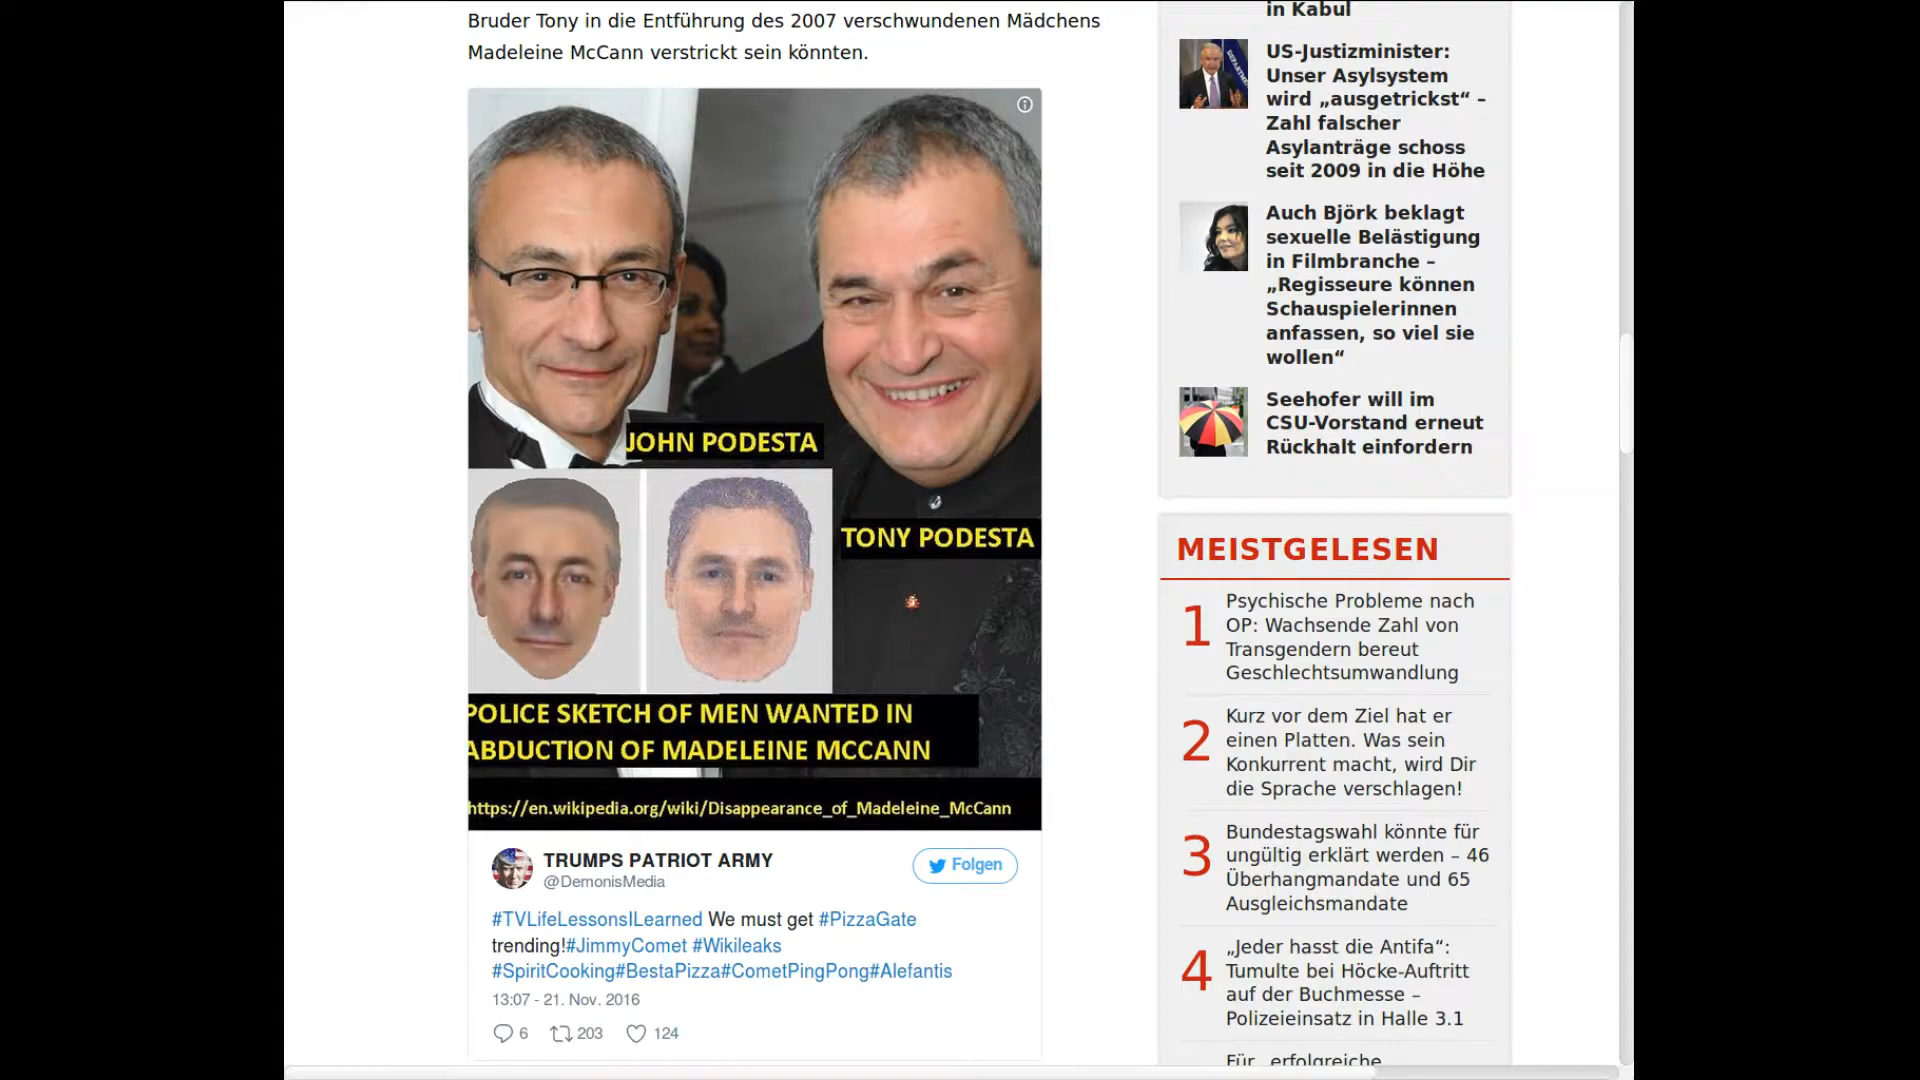 Bruder Tony in die Entführung des 2007 verschwundenen Mädchens
Madeleine McCann verstrickt sein könnten.
JOHN PODESTA
TONY PODESTA
POLICE SKETCH OF MEN WANTED IN
ABDUCTION OF MADELEINE MCCANN
https://en.wikipedia.org/wiki/Disappearance_of_Madeleine_McCann
TRUMPS PATRIOT ARMY
@DemonisMedia
Folgen
#TVLifeLessonsILearned We must get #PizzaGate
trending!#JimmyComet #Wikileaks
#SpiritCooking#BestaPizza#CometPingPong#Alefantis
13:07 - 21. Nov. 2016
6 203 124
in Kabul
US-Justizminister:
Unser Asylsystem
wird „ausgetrickst“ –
Zahl falscher
Asylanträge schoss
seit 2009 in die Höhe
Auch Björk beklagt
sexuelle Belästigung
in Filmbranche –
„Regisseure können
Schauspielerinnen
anfassen, so viel sie
wollen“
Seehofer will im
CSU-Vorstand erneut
Rückhalt einfordern
MEISTGELESEN
1 Psychische Probleme nach
OP: Wachsende Zahl von
Transgendern bereut
Geschlechtsumwandlung
2 Kurz vor dem Ziel hat er
einen Platten. Was sein
Konkurrent macht, wird Dir
die Sprache verschlagen!
3 Bundestagswahl könnte für
ungültig erklärt werden – 46
Überhangmandate und 65
Ausgleichsmandate
4 „Jeder hasst die Antifa“:
Tumulte bei Höcke-Auftritt
auf der Buchmesse –
Polizeieinsatz in Halle 3.1
Für „erfolgreiche